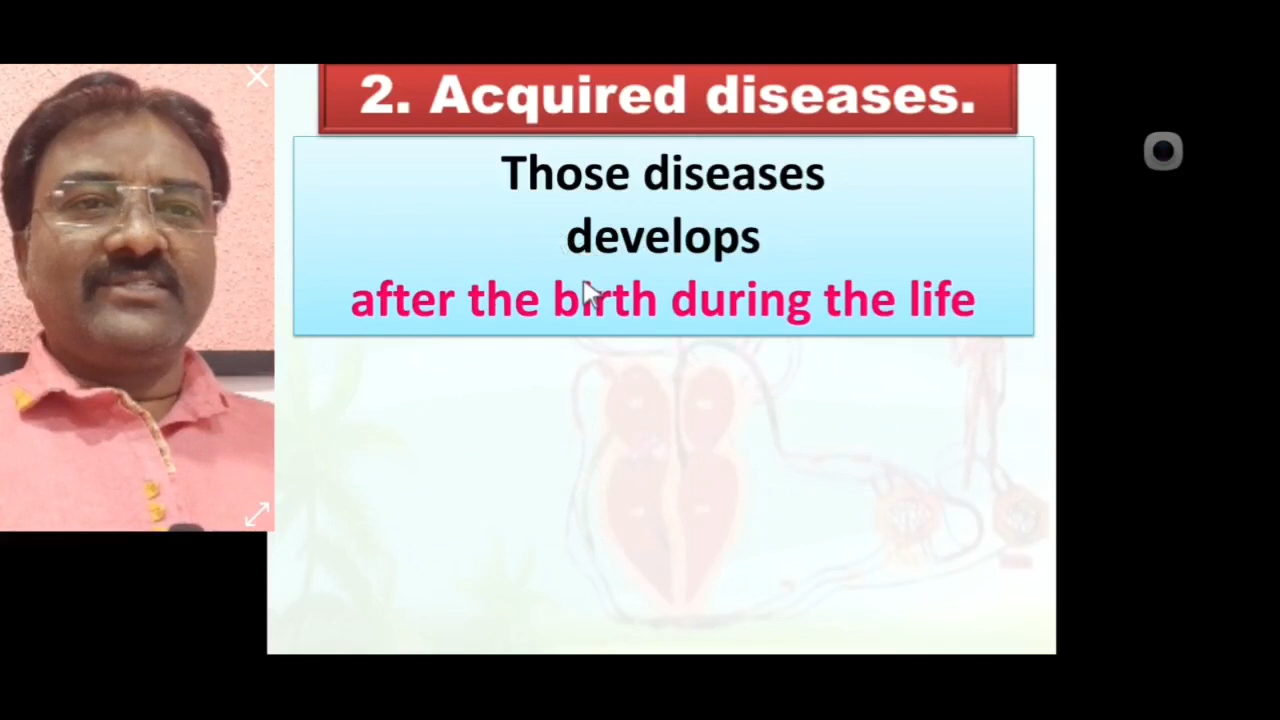 2. Acquired diseases.
Those diseases
develops
after the birth during the life